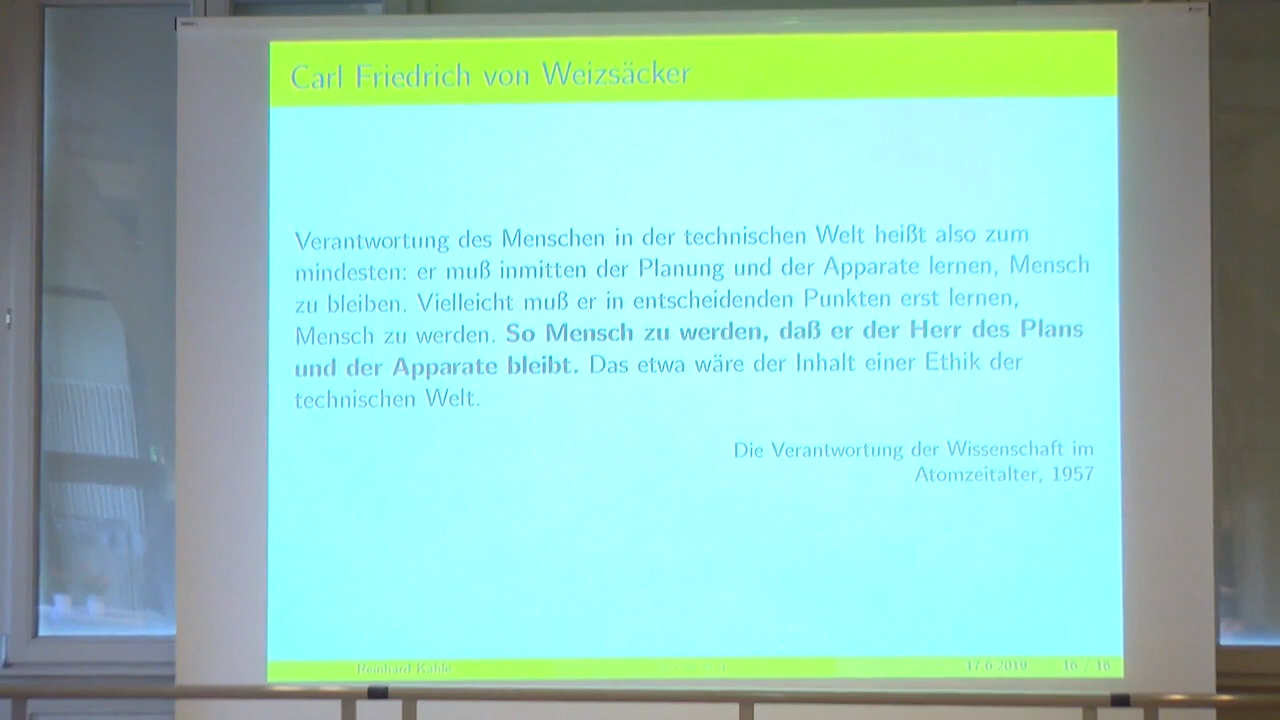 Carl Friedrich von Weizsäcker
Verantwortung des Menschen in der technischen Welt heißt also zum
mindesten: er muß inmitten der Planung und der Apparate lernen, Mensch
zu bleiben. Vielleicht muß er in entscheidenden Punkten erst lernen,
Mensch zu werden. So Mensch zu werden, daß er der Herr des Plans
und der Apparate bleibt. Das etwa wäre der Inhalt einer Ethik der
technischen Welt.
Die Verantwortung der Wissenschaft im
Atomzeitalter, 1957
Reinhard Kahle 17.6.2019 16 / 16